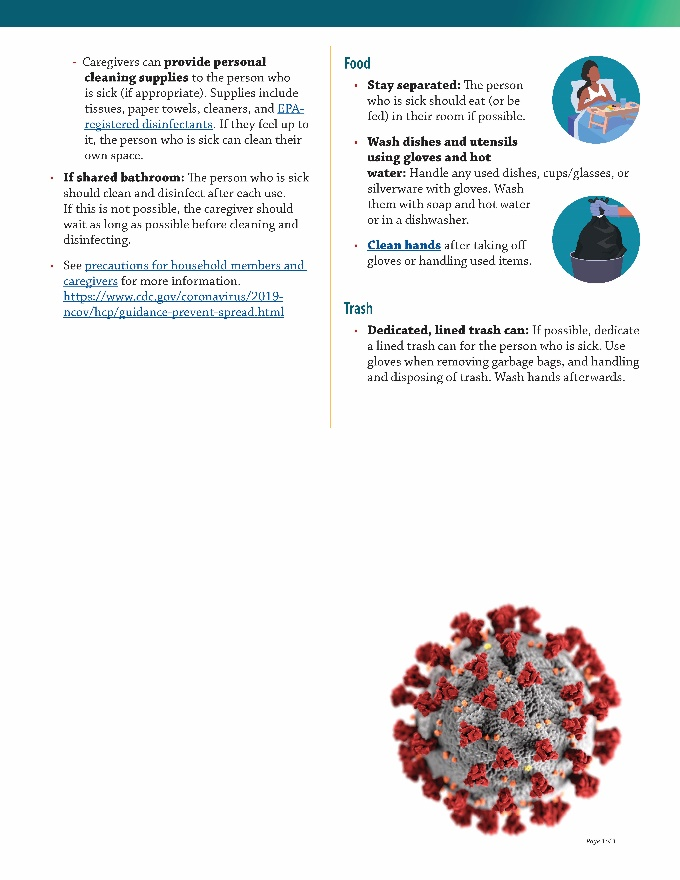 - Caregivers can provide personal
cleaning supplies to the person who
is sick (if appropriate). Supplies include
tissues, paper towels, cleaners, and EPA-
registered disinfectants. If they feel up to
it, the person who is sick can clean their
own space.
• If shared bathroom: The person who is sick
should clean and disinfect after each use.
If this is not possible, the caregiver should
wait as long as possible before cleaning and
disinfecting.
• See precautions for household members and
caregivers for more information.
https://www.cdc.gov/coronavirus/2019-
ncov/hcp/guidance-prevent-spread.html
Food
• Stay separated: The person
who is sick should eat (or be
fed) in their room if possible.
• Wash dishes and utensils
using gloves and hot
water: Handle any used dishes, cups/glasses, or
silverware with gloves. Wash
them with soap and hot water
or in a dishwasher.
• Clean hands after taking off
gloves or handling used items.
Trash
• Dedicated, lined trash can: If possible, dedicate
a lined trash can for the person who is sick. Use
gloves when removing garbage bags, and handling
and disposing of trash. Wash hands afterwards.
Page